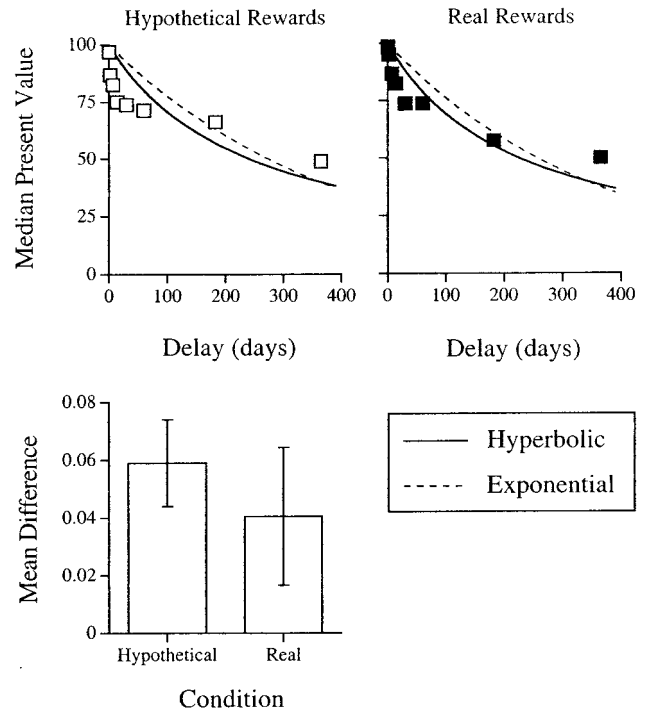 Hypothetical Rewards
Real Rewards
Median Present Value
100
75
50
25
0
0 100 200 300 400
0 100 200 300 400
Delay (days)
Delay (days)
Mean Difference
0.08
0.06
0.04
0.02
0
Hypothetical Real
Condition
Hyperbolic
Exponential